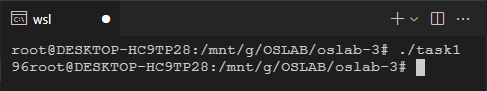 wsl
root@DESKTOP-HC9TP28:/mnt/g/OSLAB/oslab-3# ./task1
96root@DESKTOP-HC9TP28:/mnt/g/OSLAB/oslab-3#